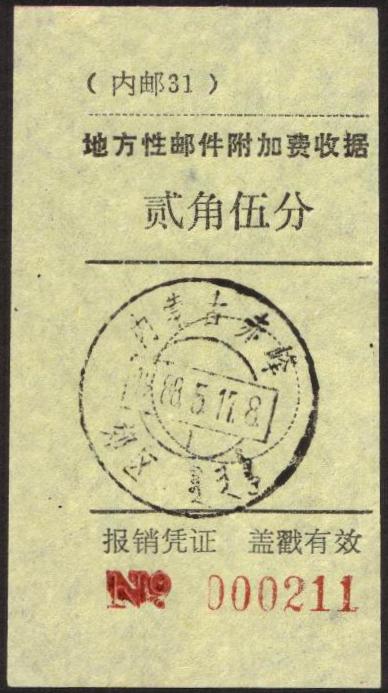 （内邮31）
地方性邮件附加费收据
贰角伍分
内蒙古赤峰
88.5.17.8
报销凭证 盖戳有效
№ 000211